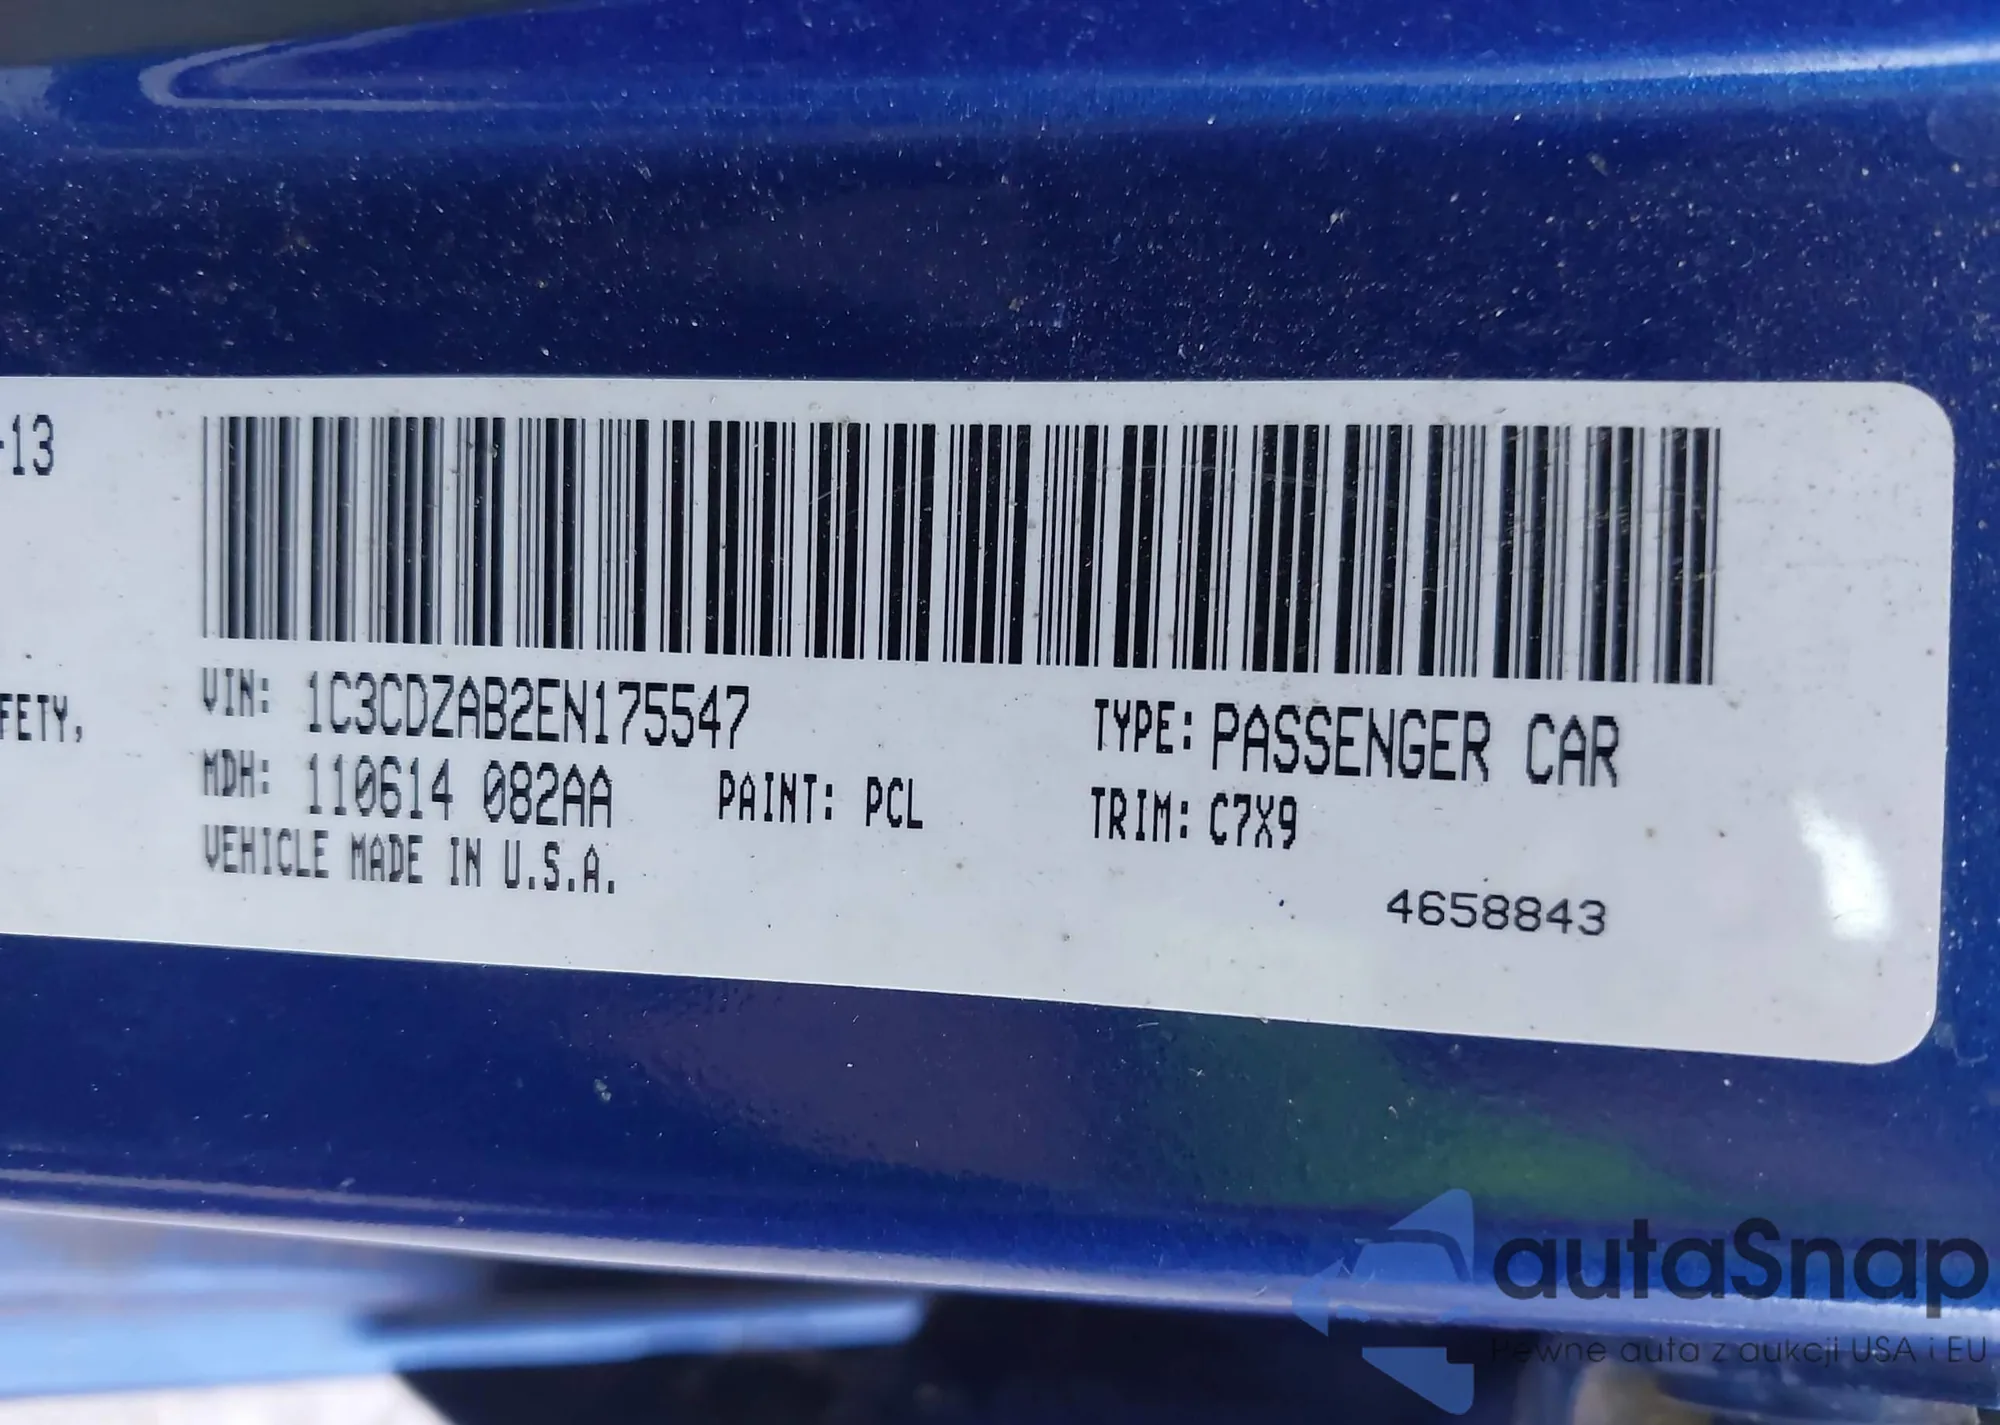 -13
FETY,
VIN: 1C3CDZAB2EN175547
MDH: 110614 082AA PAINT: PCL
VEHICLE MADE IN U.S.A.
TYPE: PASSENGER CAR
TRIM: C7X9
4658843
autaSnap
Pewne auta z aukcji USA i EU